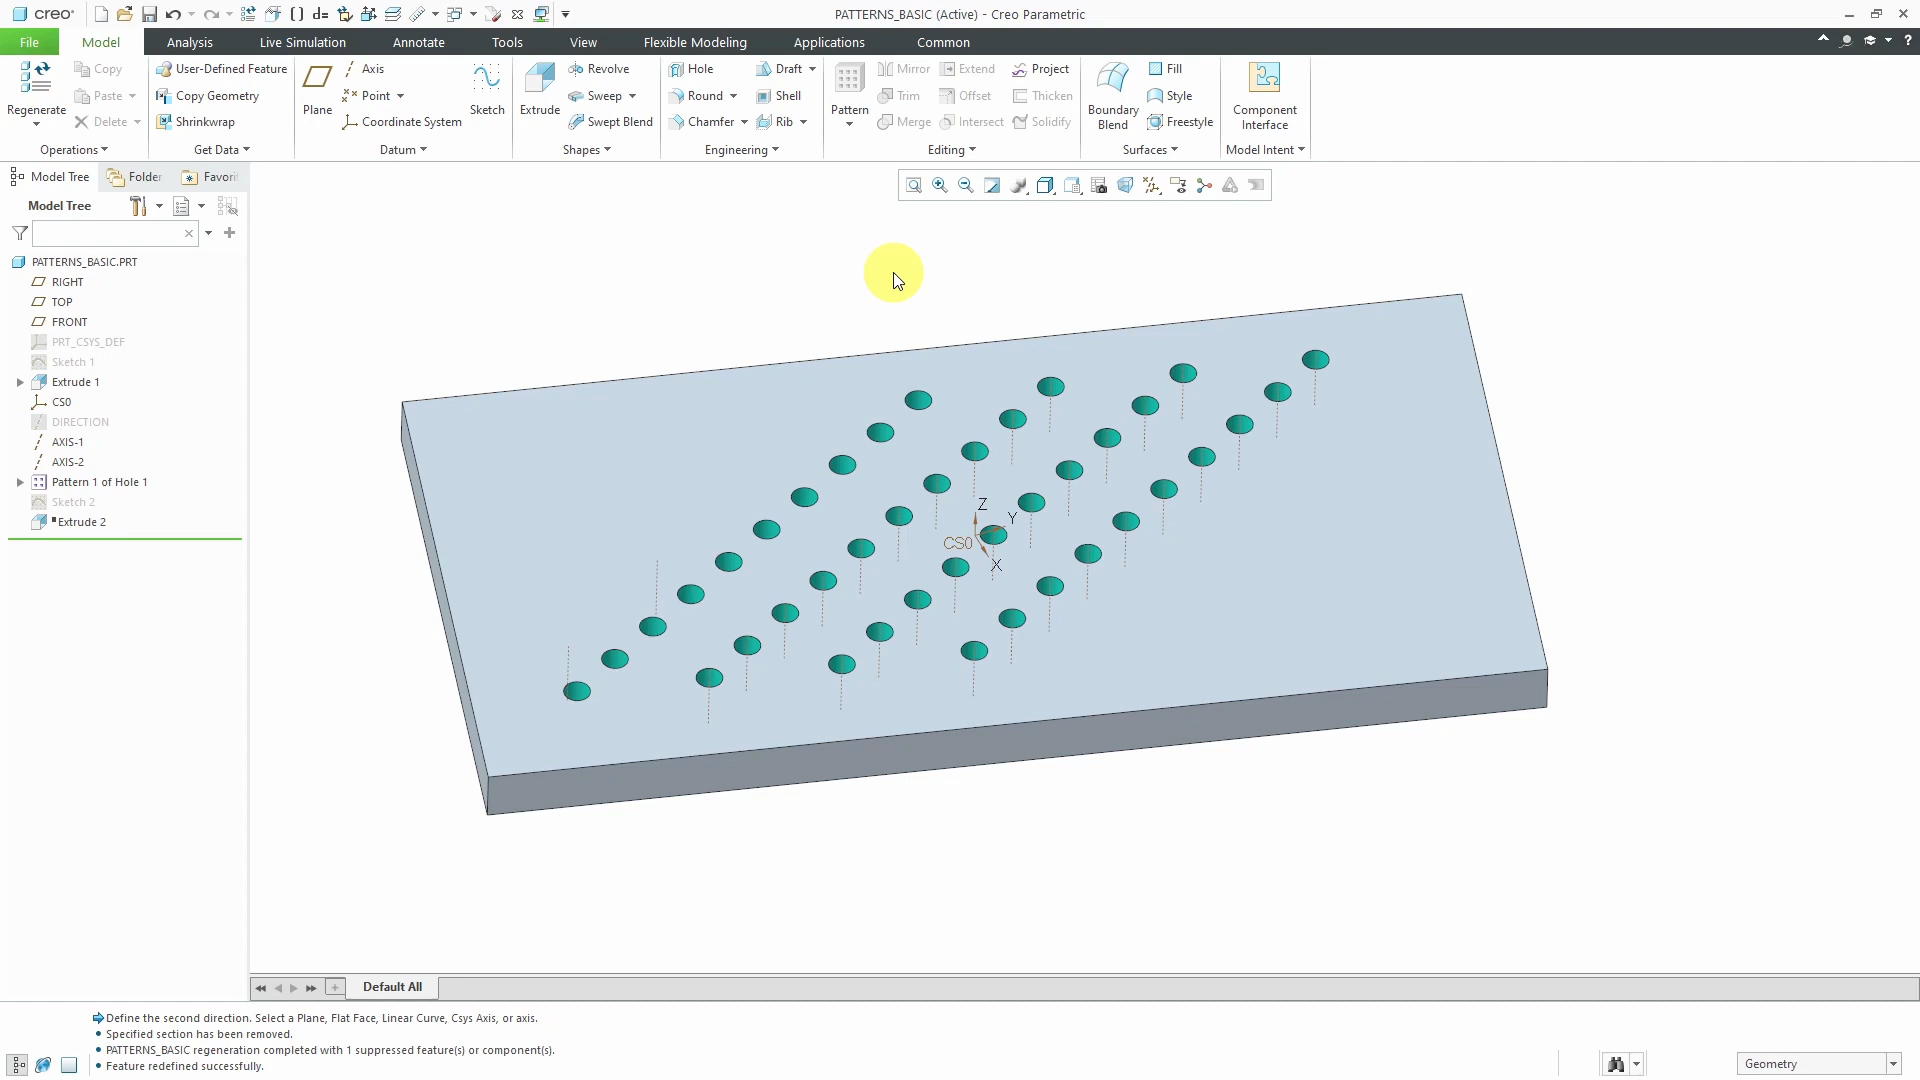 creo
PATTERNS_BASIC (Active) - Creo Parametric
File
Model
Analysis
Live Simulation
Annotate
Tools
View
Flexible Modeling
Applications
Common
Regenerate
Copy
Paste
Delete
Operations
User-Defined Feature
Copy Geometry
Shrinkwrap
Get Data
Plane
Axis
Point
Coordinate System
Sketch
Datum
Extrude
Revolve
Sweep
Swept Blend
Shapes
Hole
Round
Chamfer
Draft
Shell
Rib
Engineering
Pattern
Mirror
Trim
Merge
Extend
Offset
Intersect
Project
Thicken
Solidify
Editing
Boundary
Blend
Fill
Style
Freestyle
Surfaces
Component
Interface
Model Intent
Model Tree
Folder
Favori
Model Tree
PATTERNS_BASIC.PRT
RIGHT
TOP
FRONT
PRT_CSYS_DEF
Sketch 1
Extrude 1
CS0
DIRECTION
AXIS-1
AXIS-2
Pattern 1 of Hole 1
Sketch 2
Extrude 2
Z
Y
CS0
X
Default All
Define the second direction. Select a Plane, Flat Face, Linear Curve, Csys Axis, or axis.
• Specified section has been removed.
• PATTERNS_BASIC regeneration completed with 1 suppressed feature(s) or component(s).
• Feature redefined successfully.
Geometry